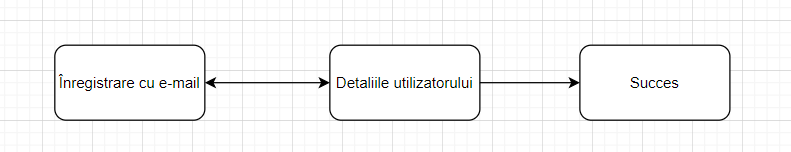 Înregistrare cu e-mail
Detaliile utilizatorului
Succes